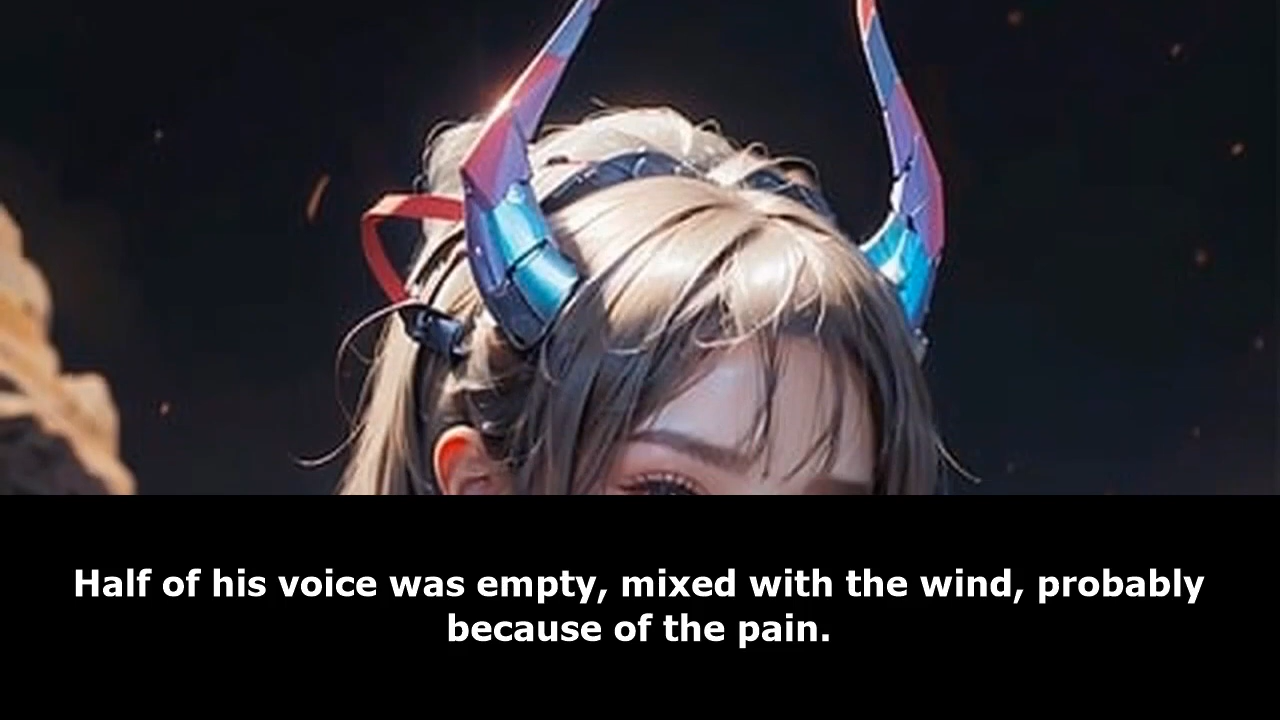 Half of his voice was empty, mixed with the wind, probably
because of the pain.